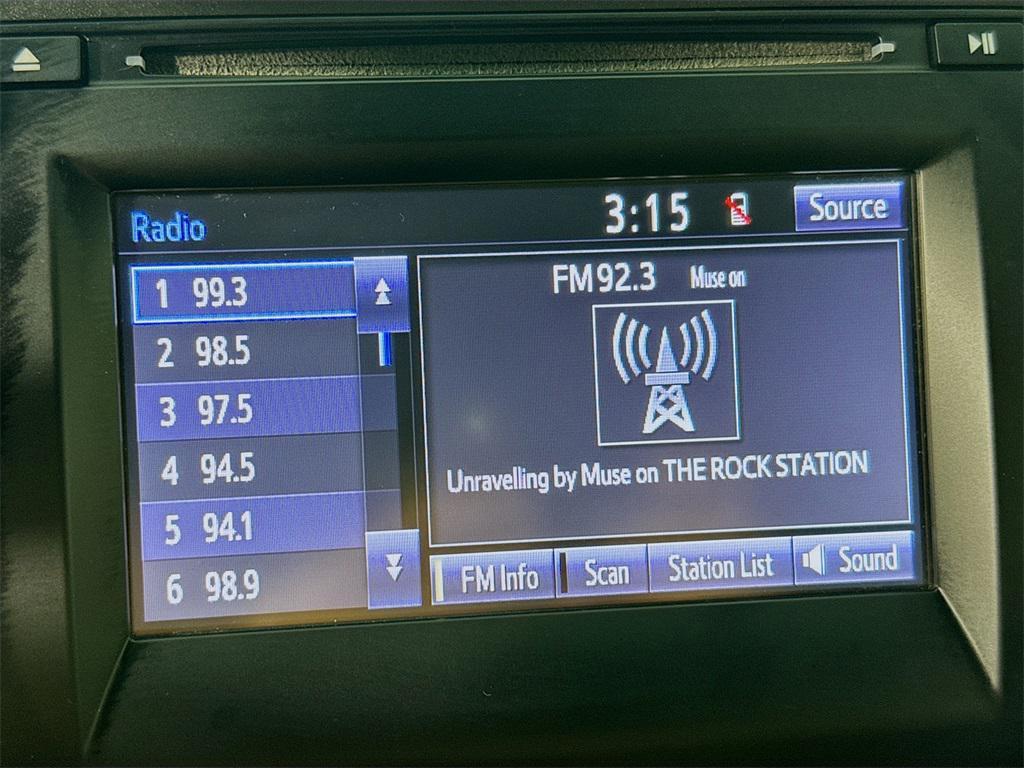 Radio
3:15
Source
1 99.3
2 98.5
3 97.5
4 94.5
5 94.1
6 98.9
FM92.3 Muse on
Unravelling by Muse on THE ROCK STATION
FM Info
Scan
Station List
Sound